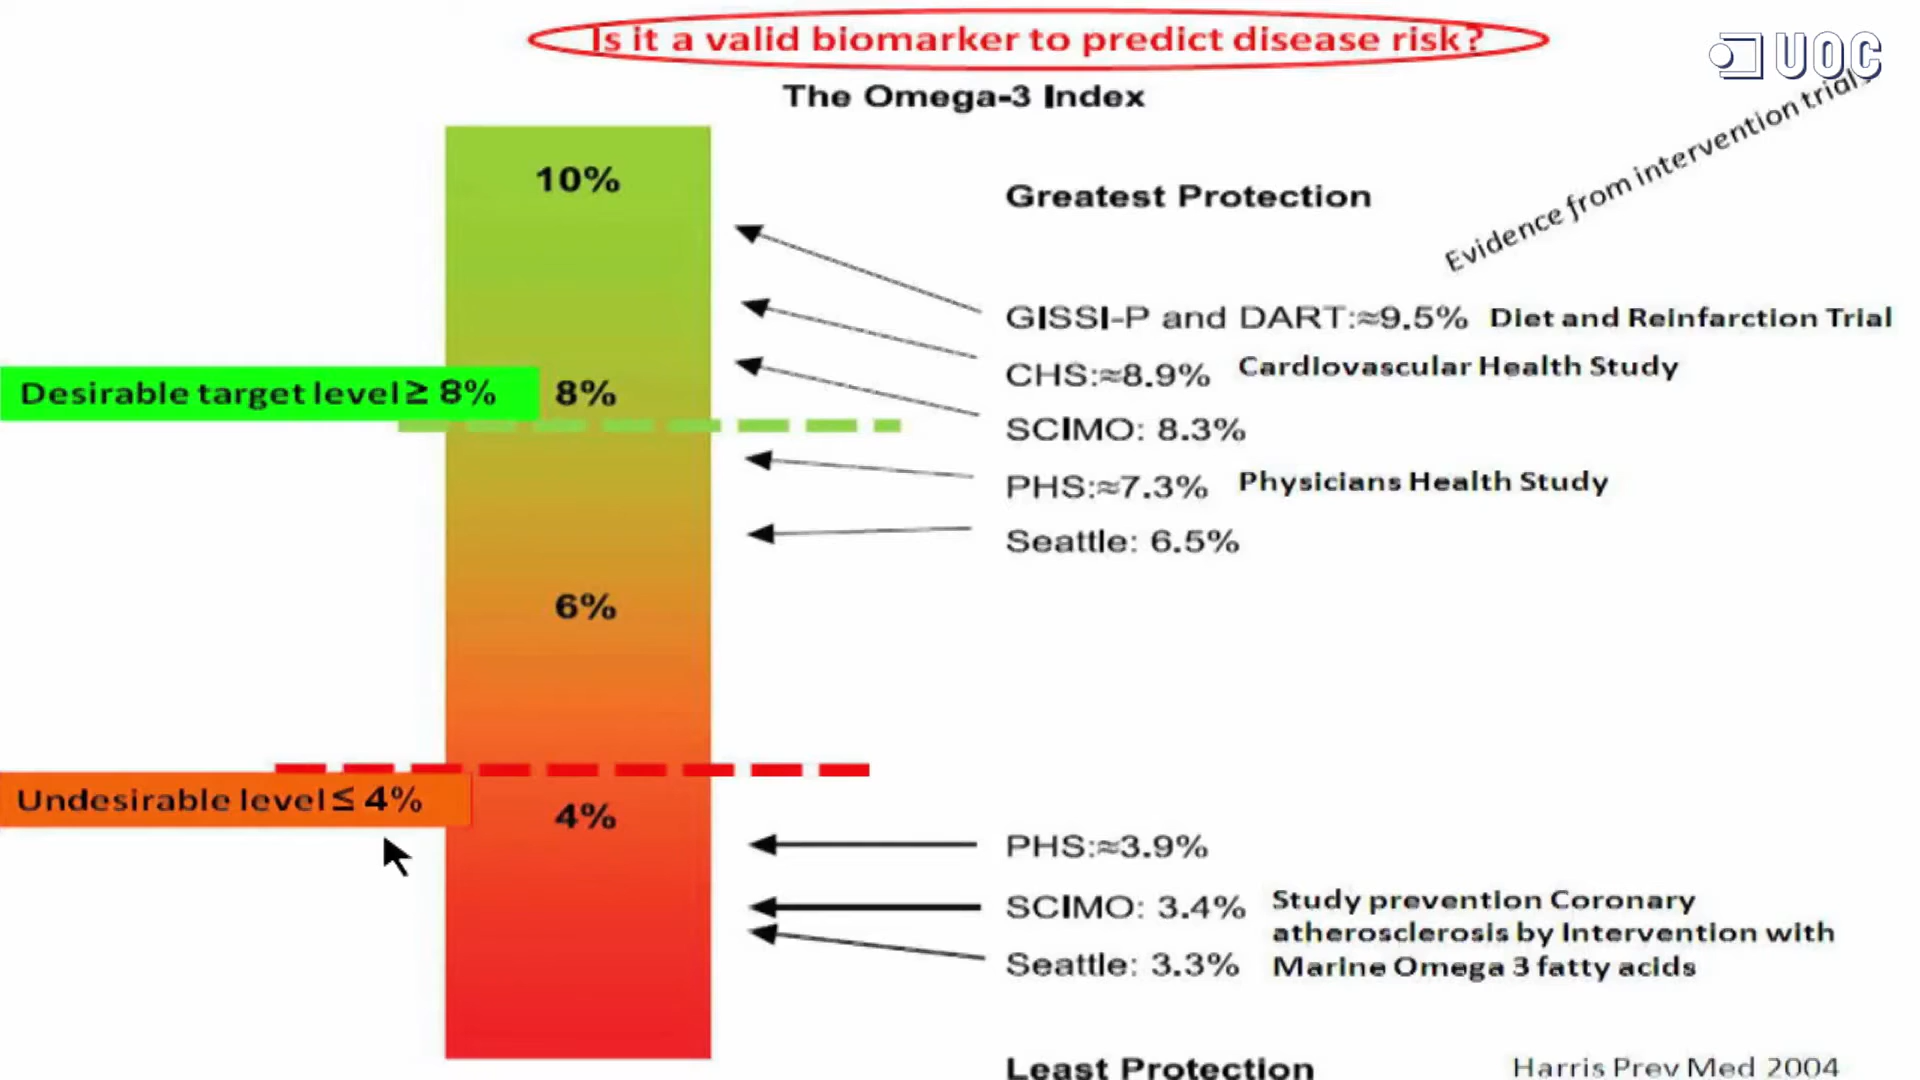 Is it a valid biomarker to predict disease risk?
UOC
The Omega-3 Index
Evidence from intervention trials
10%
Greatest Protection
GISSI-P and DART:≈9.5% Diet and Reinfarction Trial
CHS:≈8.9% Cardiovascular Health Study
Desirable target level ≥ 8%
8%
SCIMO: 8.3%
PHS:≈7.3% Physicians Health Study
Seattle: 6.5%
6%
Undesirable level ≤ 4%
4%
PHS:≈3.9%
SCIMO: 3.4%
Study prevention Coronary
atherosclerosis by Intervention with
Marine Omega 3 fatty acids
Seattle: 3.3%
Least Protection
Harris Prev Med 2004